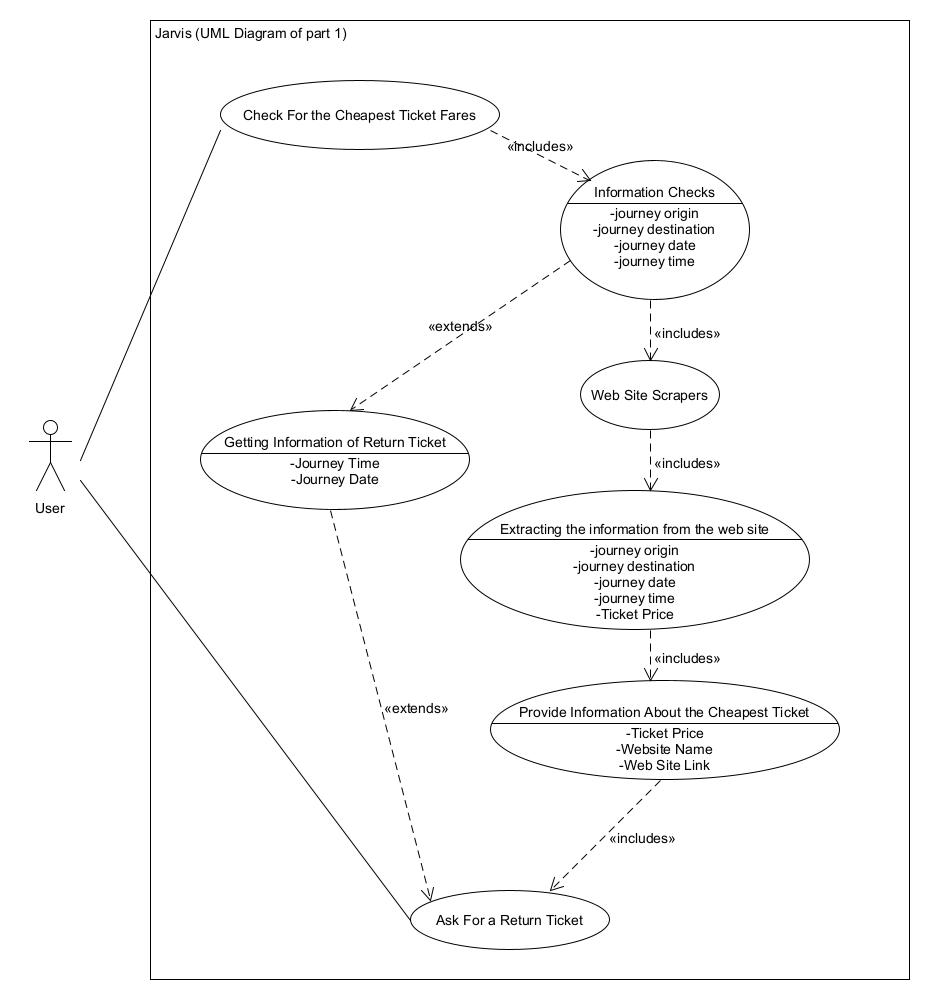 Jarvis (UML Diagram of part 1)
Check For the Cheapest Ticket Fares
«includes»
Information Checks
-journey origin
-journey destination
-journey date
-journey time
«extends»
«includes»
Web Site Scrapers
Getting Information of Return Ticket
-Journey Time
-Journey Date
«includes»
User
Extracting the information from the web site
-journey origin
-journey destination
-journey date
-journey time
-Ticket Price
«includes»
«extends»
Provide Information About the Cheapest Ticket
-Ticket Price
-Website Name
-Web Site Link
«includes»
Ask For a Return Ticket